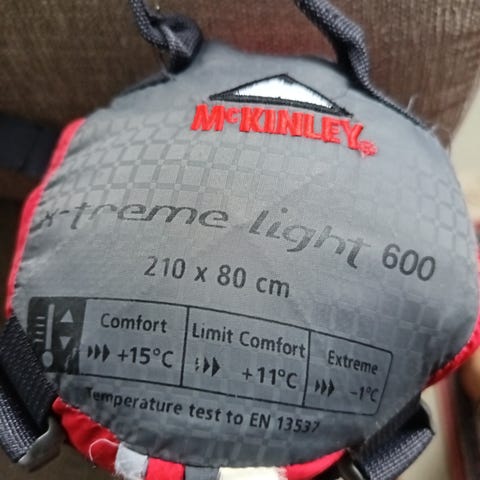 McKINLEY
x-treme light 600
210 x 80 cm
Comfort
+15°C
Limit Comfort
+11°C
Extreme
-1°C
Temperature test to EN 13537